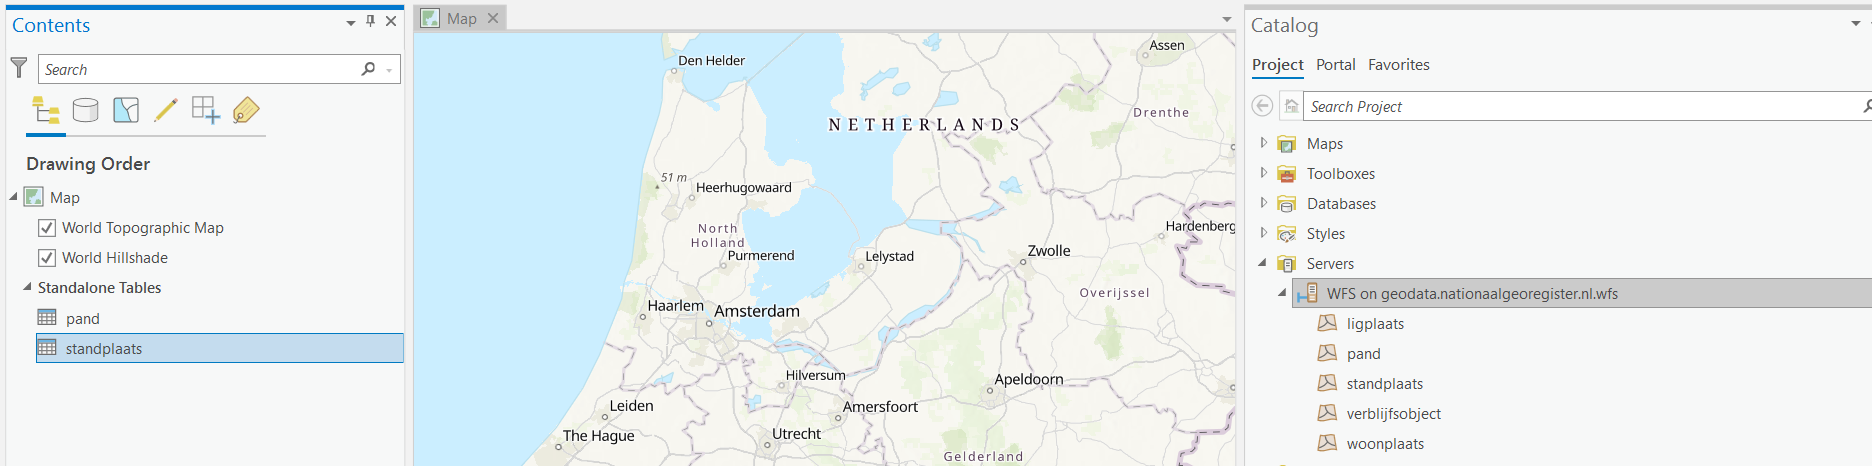 Contents
Search
Drawing Order
Map
World Topographic Map
World Hillshade
Standalone Tables
pand
standplaats
Map
Den Helder
Assen
Drenthe
NETHERLANDS
51 m
Heerhugowaard
North
Holland
Purmerend
Lelystad
Hardenberg
Zwolle
Overijssel
Haarlem
Amsterdam
Hilversum
Apeldoorn
Leiden
Amersfoort
The Hague
Utrecht
Gelderland
Catalog
Project Portal Favorites
Search Project
Maps
Toolboxes
Databases
Styles
Servers
WFS on geodata.nationaalgeoregister.nl.wfs
ligplaats
pand
standplaats
verblijfsobject
woonplaats